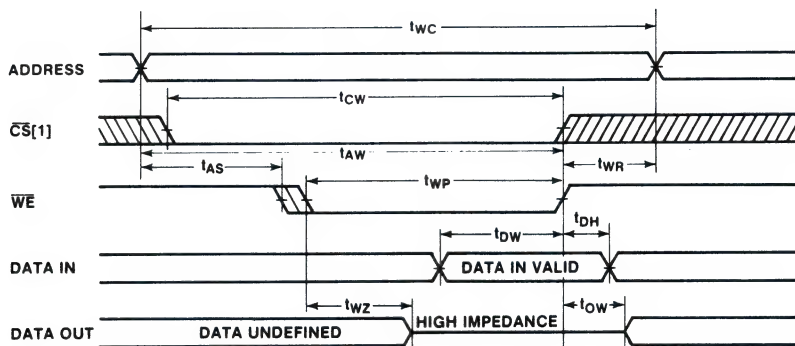 tWC
ADDRESS
tCW
CS[1]
tAW
tAS
tWR
WE
tWP
tDW
tDH
DATA IN
DATA IN VALID
tWZ
tOW
DATA OUT
DATA UNDEFINED
HIGH IMPEDANCE